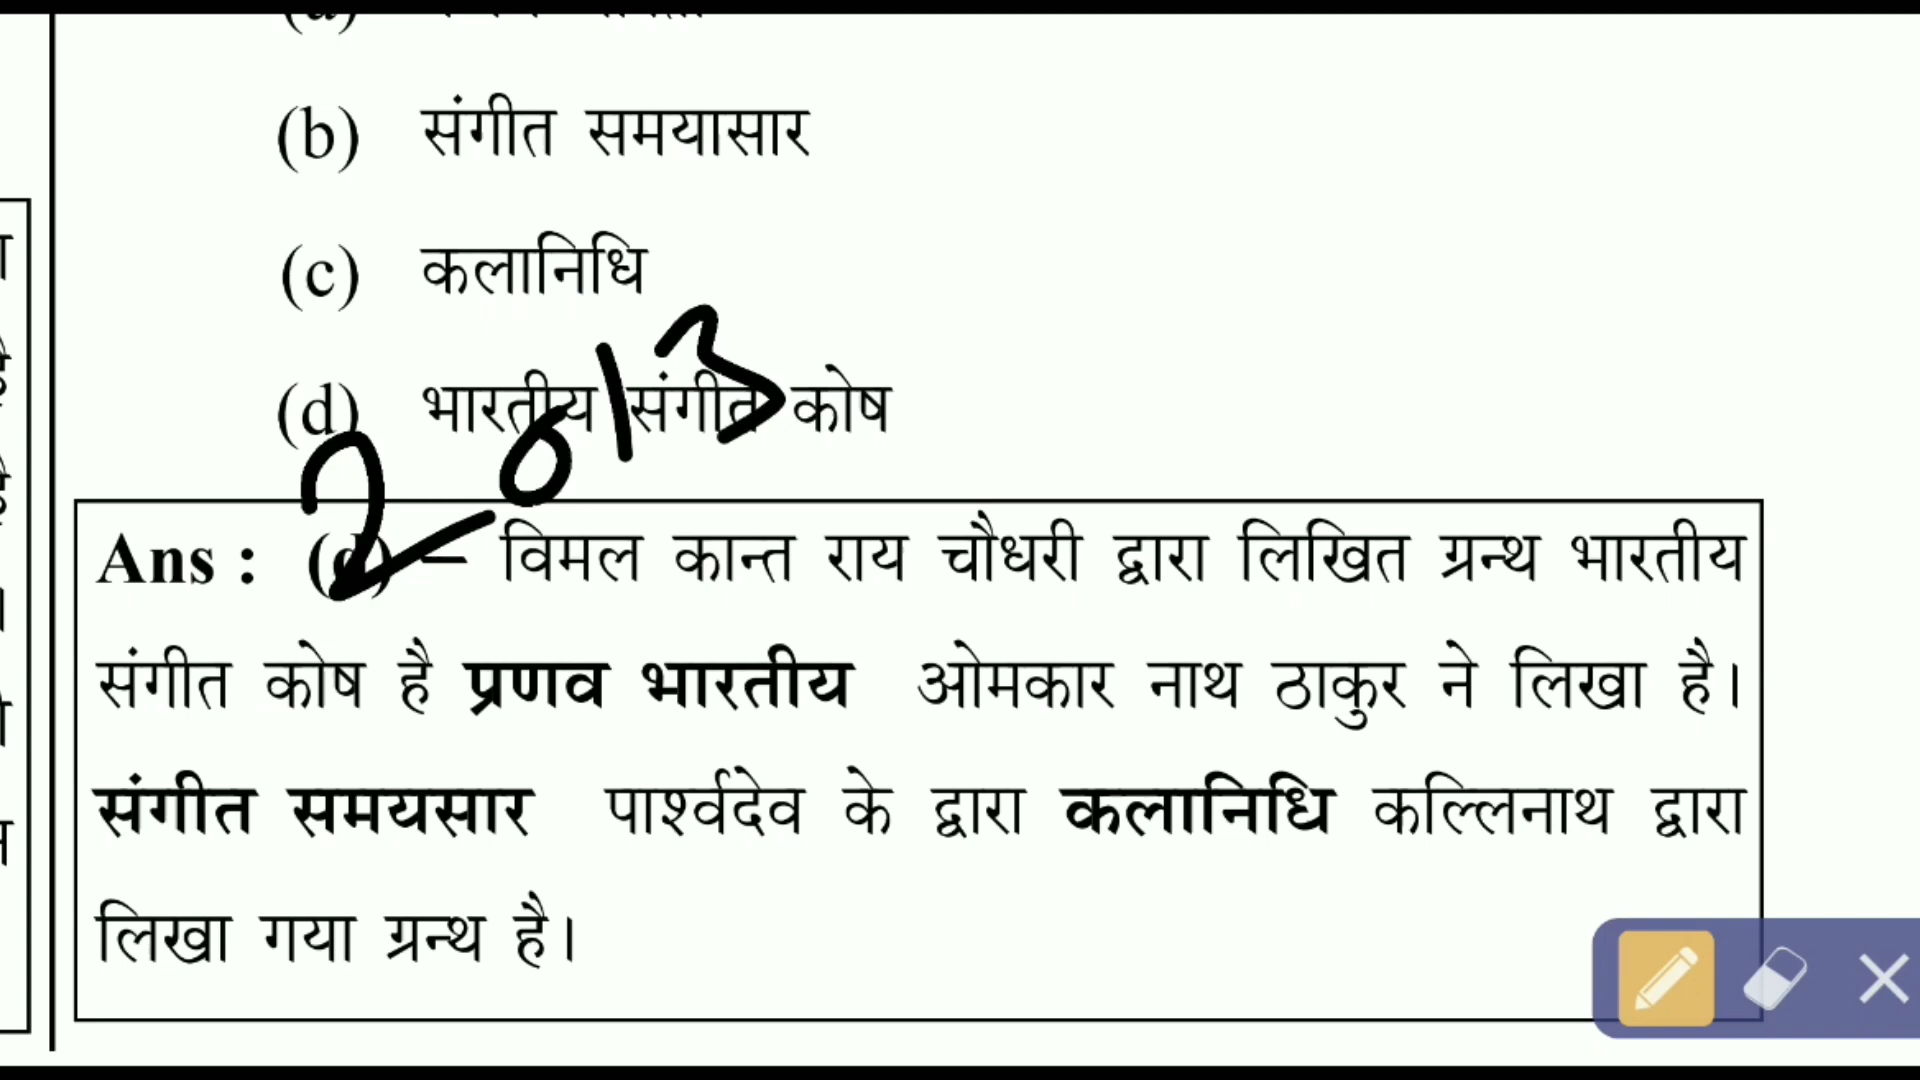 (b) संगीत समयासार
(c) कलानिधि
(d) भारतीय संगीत कोष
2013
Ans : (d) – विमल कान्त राय चौधरी द्वारा लिखित ग्रन्थ भारतीय
संगीत कोष है प्रणव भारतीय ओमकार नाथ ठाकुर ने लिखा है।
संगीत समयसार पार्श्वदेव के द्वारा कलानिधि कल्लिनाथ द्वारा
लिखा गया ग्रन्थ है।